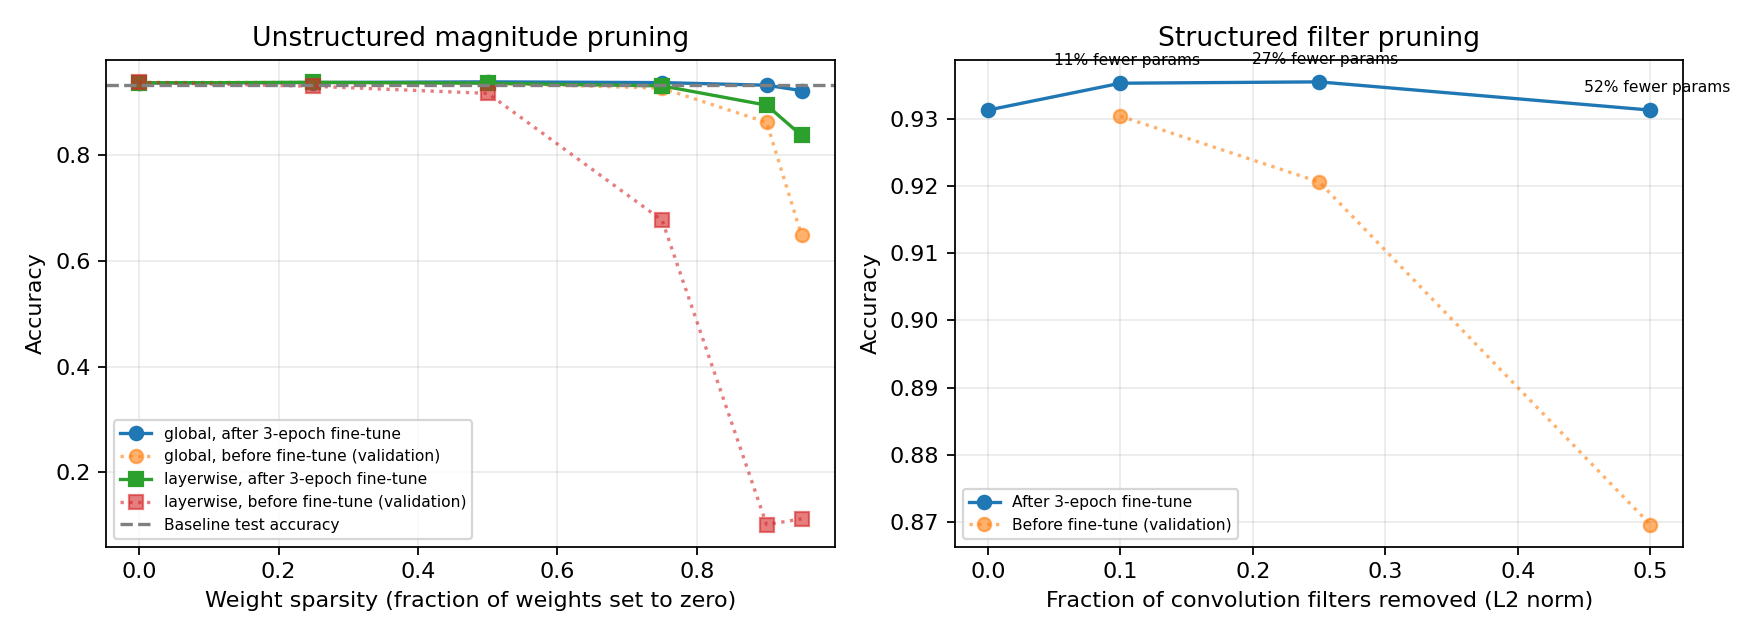 Unstructured magnitude pruning
Accuracy
0.8
0.6
0.4
0.2
global, after 3-epoch fine-tune
global, before fine-tune (validation)
layerwise, after 3-epoch fine-tune
layerwise, before fine-tune (validation)
Baseline test accuracy
0.0 0.2 0.4 0.6 0.8
Weight sparsity (fraction of weights set to zero)
Structured filter pruning
11% fewer params
27% fewer params
52% fewer params
Accuracy
0.93
0.92
0.91
0.90
0.89
0.88
0.87
After 3-epoch fine-tune
Before fine-tune (validation)
0.0 0.1 0.2 0.3 0.4 0.5
Fraction of convolution filters removed (L2 norm)